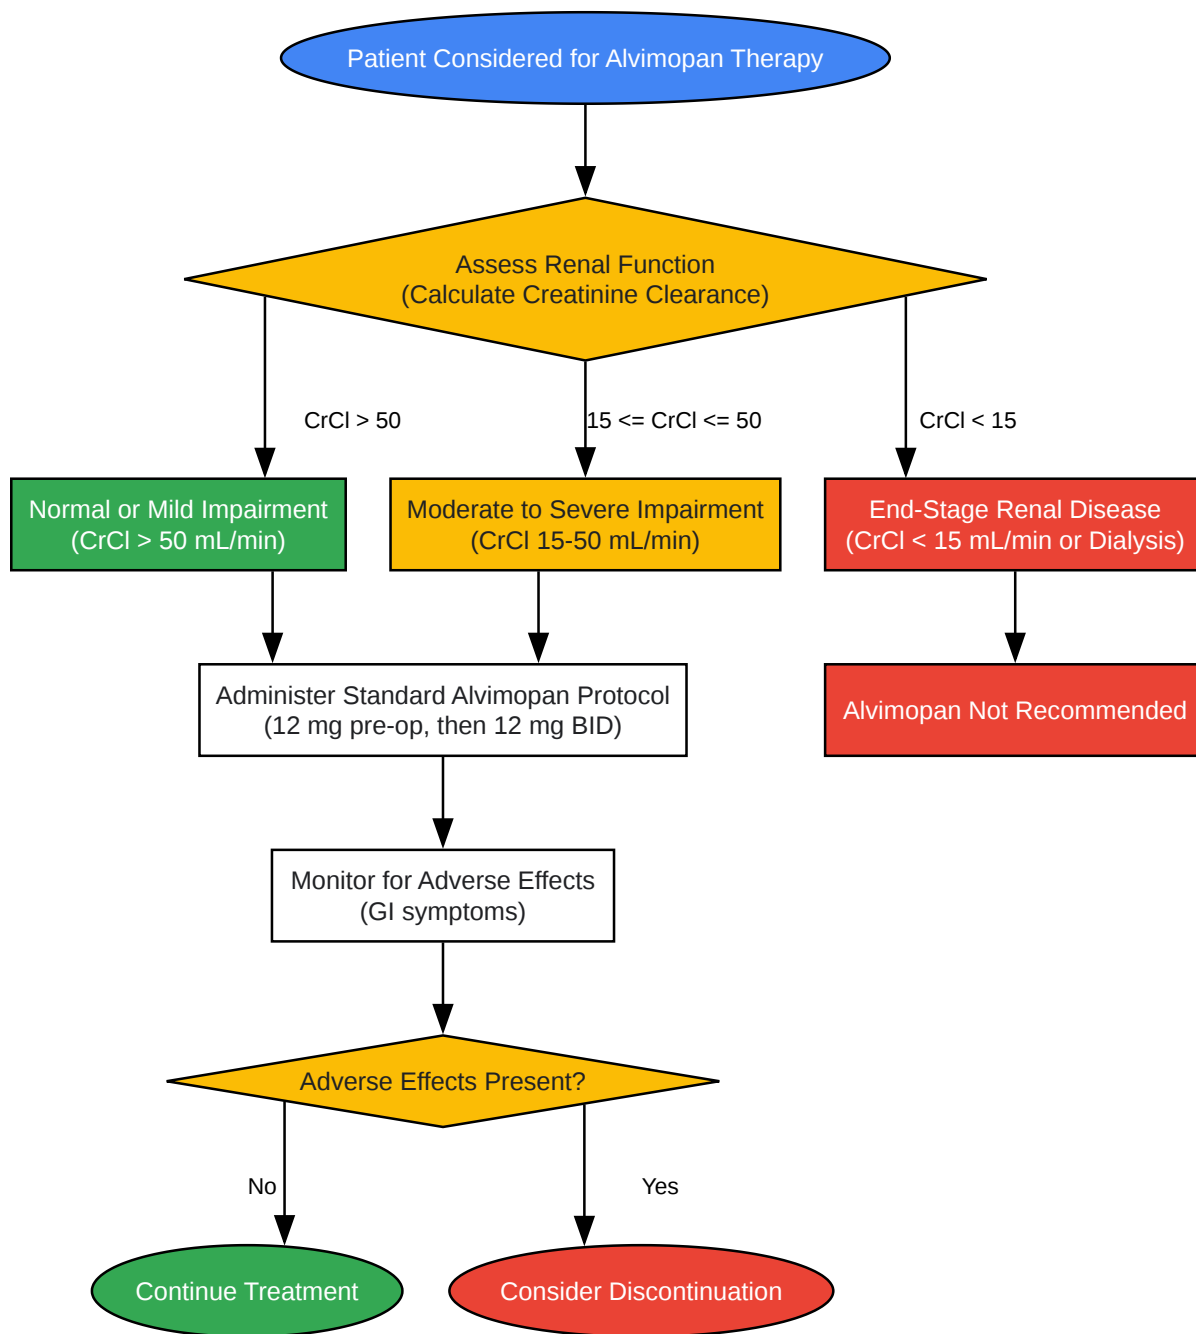 Patient Considered for Alvimopan Therapy
Assess Renal Function
(Calculate Creatinine Clearance)
CrCl > 50
15 <= CrCl <= 50
CrCl < 15
Normal or Mild Impairment
(CrCl > 50 mL/min)
Moderate to Severe Impairment
(CrCl 15-50 mL/min)
End-Stage Renal Disease
(CrCl < 15 mL/min or Dialysis)
Administer Standard Alvimopan Protocol
(12 mg pre-op, then 12 mg BID)
Alvimopan Not Recommended
Monitor for Adverse Effects
(GI symptoms)
Adverse Effects Present?
No
Yes
Continue Treatment
Consider Discontinuation